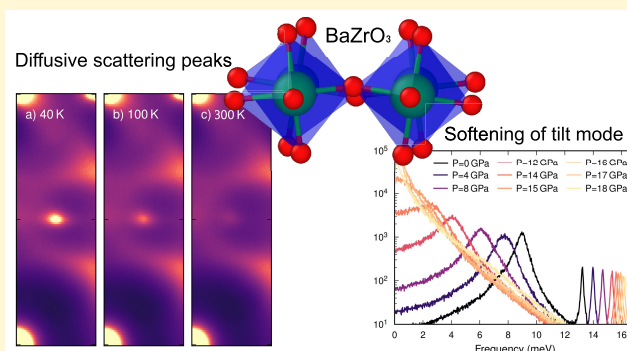 BaZrO₃
Diffusive scattering peaks
a) 40 K
b) 100 K
c) 300 K
Softening of tilt mode
P=0 GPa P=12 GPa P=16 GPa
P=4 GPa P=14 GPa P=17 GPa
P=8 GPa P=15 GPa P=18 GPa
10⁵
10⁴
10³
10²
10¹
0 2 4 6 8 10 12 14 16
Frequency (meV)